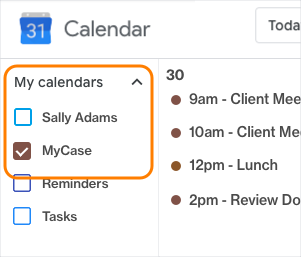 31 Calendar
Toda
My calendars
Sally Adams
MyCase
Reminders
Tasks
30
9am - Client Mee
10am - Client Me
12pm - Lunch
2pm - Review Do